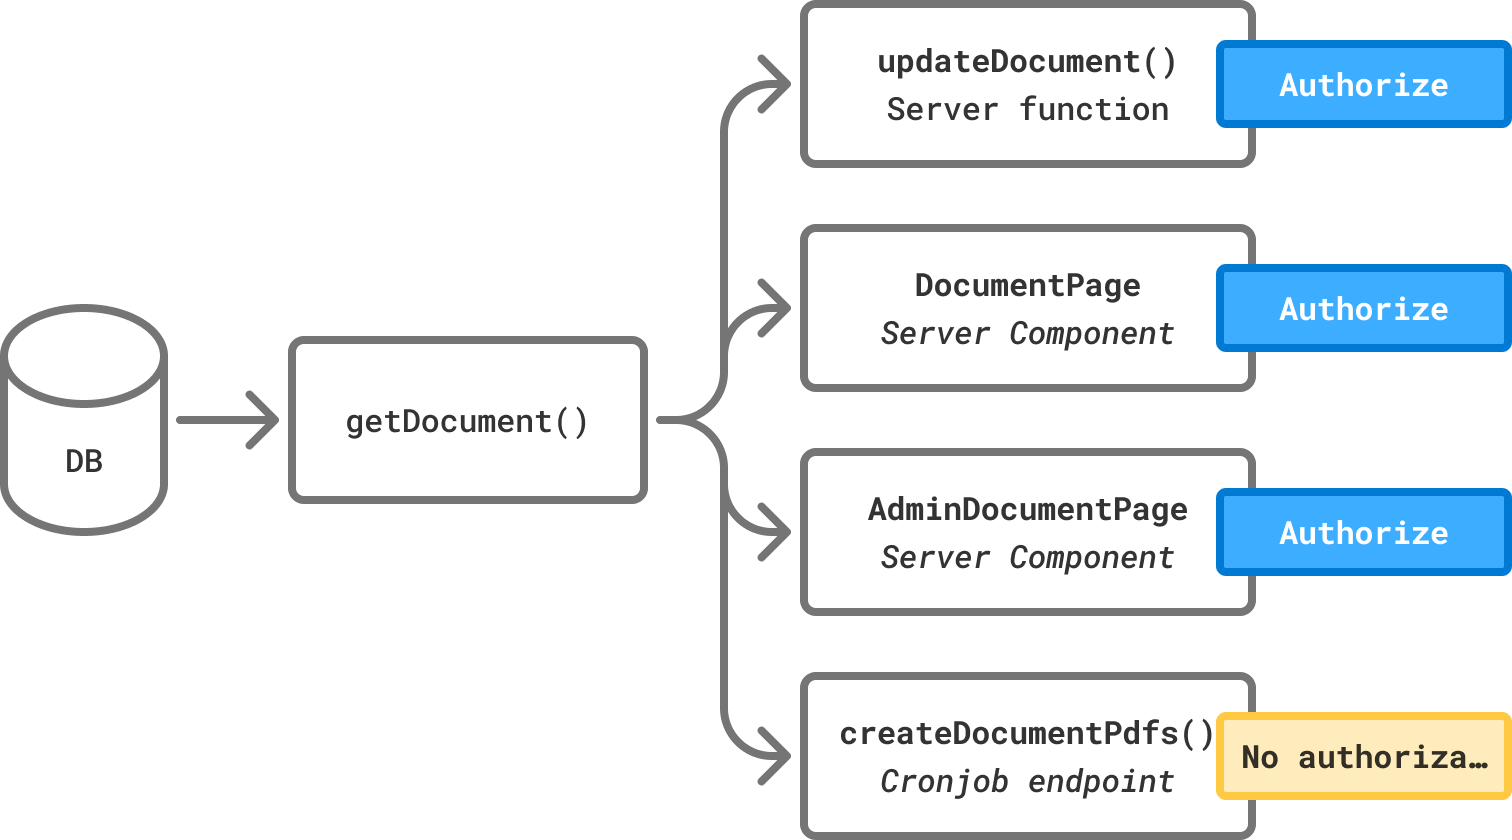 updateDocument()
Server function
Authorize
DocumentPage
Server Component
Authorize
DB
getDocument()
AdminDocumentPage
Server Component
Authorize
createDocumentPdfs()
Cronjob endpoint
No authoriza…